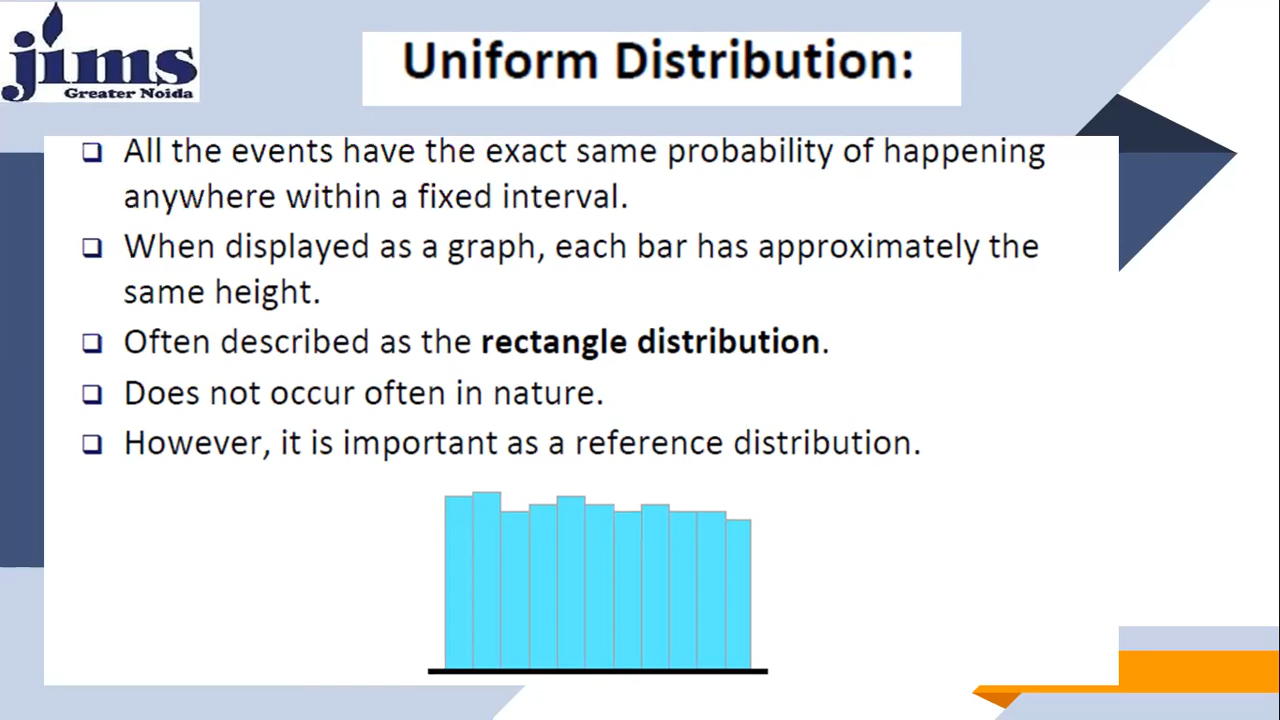 jims
Greater Noida
Uniform Distribution:
❑ All the events have the exact same probability of happening
anywhere within a fixed interval.
❑ When displayed as a graph, each bar has approximately the
same height.
❑ Often described as the rectangle distribution.
❑ Does not occur often in nature.
❑ However, it is important as a reference distribution.